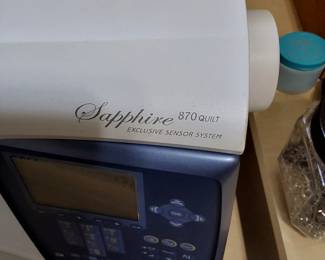 Sapphire 870 QUILT
EXCLUSIVE SENSOR SYSTEM